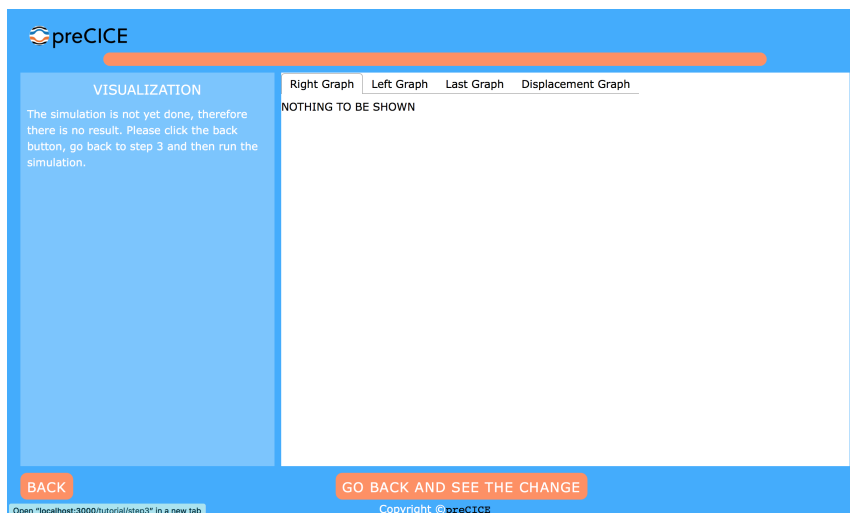 preCICE
VISUALIZATION
The simulation is not yet done, therefore
there is no result. Please click the back
button, go back to step 3 and then run the
simulation.
Right Graph Left Graph Last Graph Displacement Graph
NOTHING TO BE SHOWN
BACK
GO BACK AND SEE THE CHANGE
Open "localhost:3000/tutorial/step3" in a new tab
Copyright ©preCICE